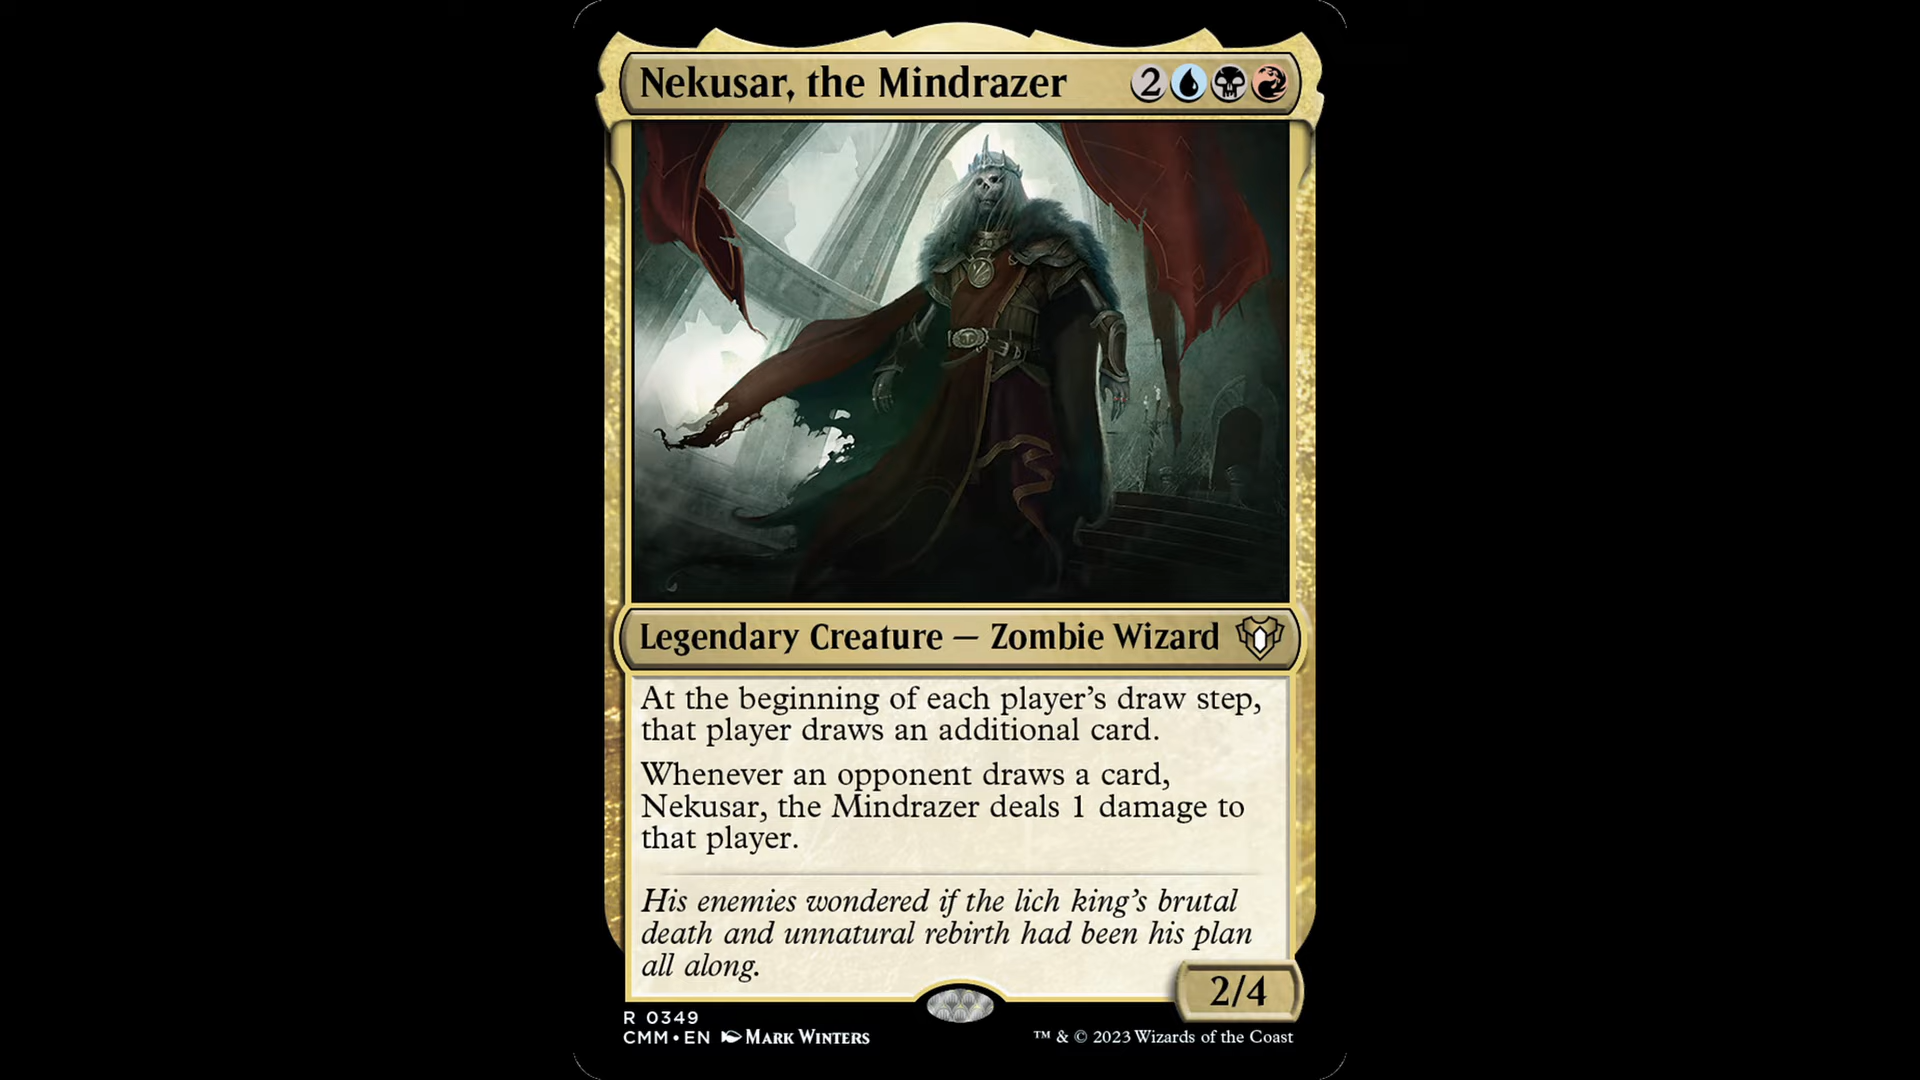 Nekusar, the Mindrazer 2
Legendary Creature — Zombie Wizard
At the beginning of each player's draw step,
that player draws an additional card.
Whenever an opponent draws a card,
Nekusar, the Mindrazer deals 1 damage to
that player.
His enemies wondered if the lich king's brutal
death and unnatural rebirth had been his plan
all along.
2/4
R 0349
CMM • EN MARK WINTERS
™ & © 2023 Wizards of the Coast